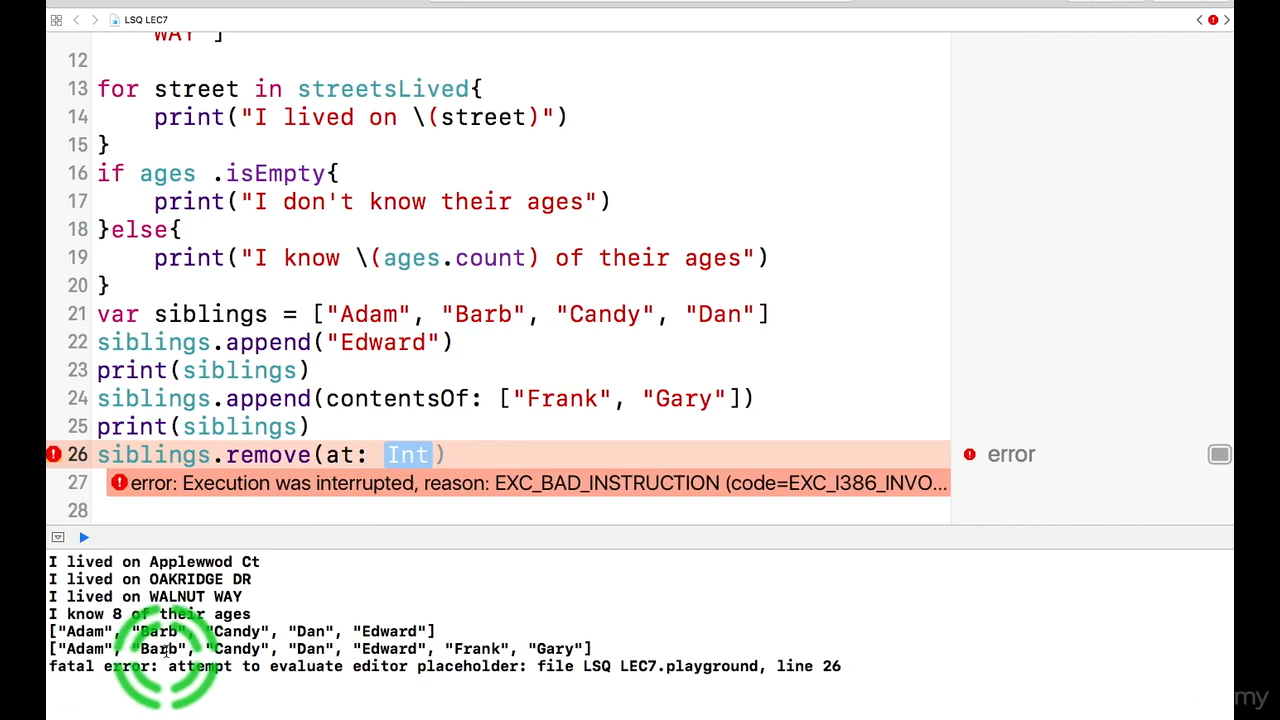 LSQ LEC7
WAY"]
12
13 for street in streetsLived{
14 print("I lived on \(street)")
15 }
16 if ages .isEmpty{
17 print("I don't know their ages")
18 }else{
19 print("I know \(ages.count) of their ages")
20 }
21 var siblings = ["Adam", "Barb", "Candy", "Dan"]
22 siblings.append("Edward")
23 print(siblings)
24 siblings.append(contentsOf: ["Frank", "Gary"])
25 print(siblings)
26 siblings.remove(at: Int) error
27 error: Execution was interrupted, reason: EXC_BAD_INSTRUCTION (code=EXC_I386_INVO...
28
I lived on Applewwod Ct
I lived on OAKRIDGE DR
I lived on WALNUT WAY
I know 8 of their ages
["Adam", "Barb", "Candy", "Dan", "Edward"]
["Adam", "Barb", "Candy", "Dan", "Edward", "Frank", "Gary"]
fatal error: attempt to evaluate editor placeholder: file LSQ LEC7.playground, line 26
my